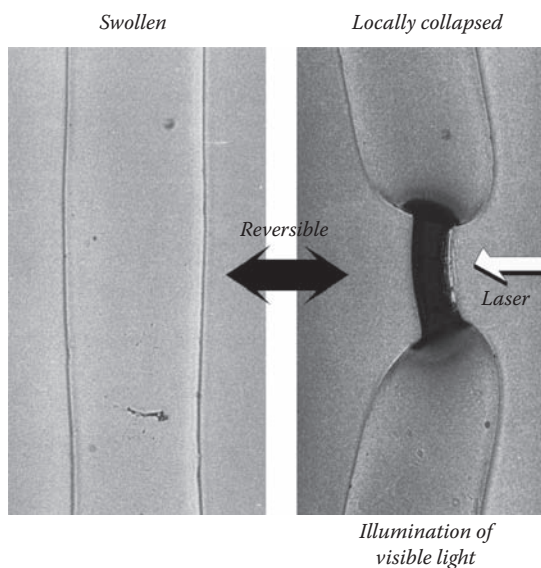 Swollen
Locally collapsed
Reversible
Laser
Illumination of
visible light